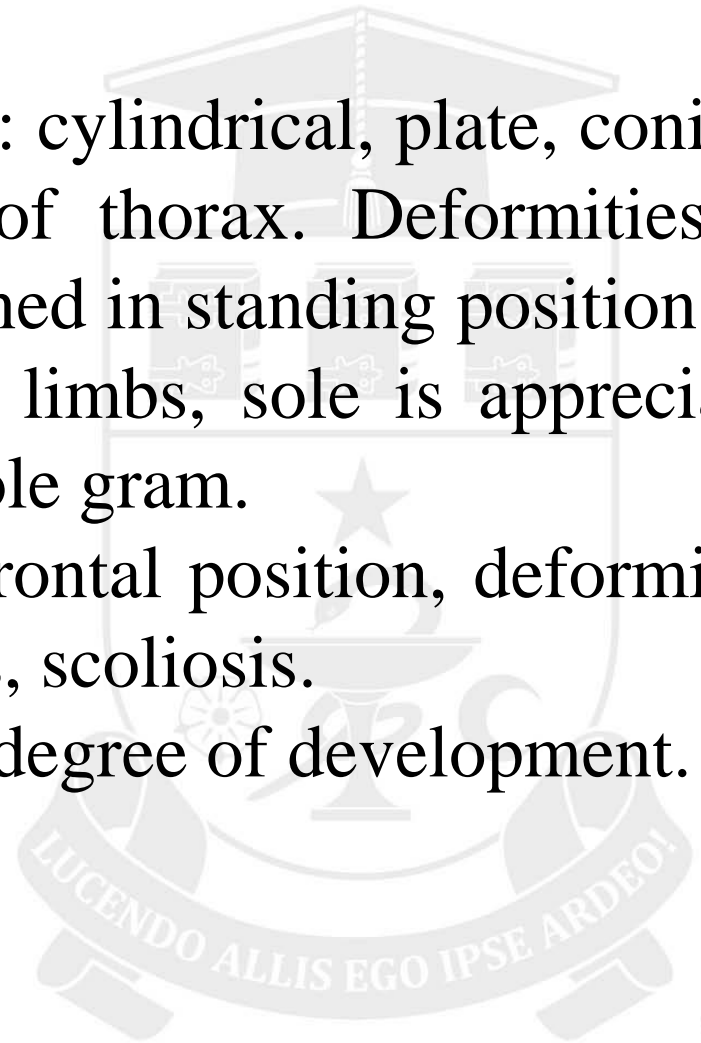 : cylindrical, plate, coni
of thorax. Deformities
ned in standing position
limbs, sole is appreci
ole gram.
rontal position, deformi
, scoliosis.
degree of development.
LUCENDO ALLIS EGO IPSE ARDEO!